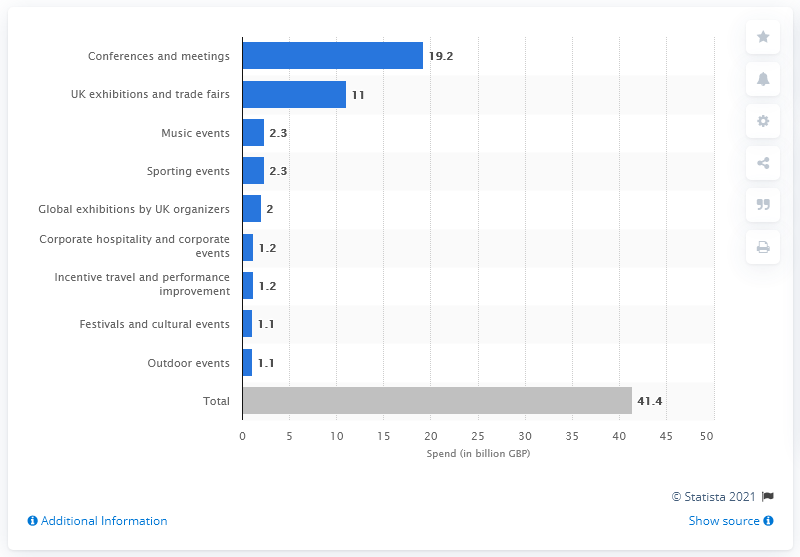 Conferences and meetings 19.2
UK exhibitions and trade fairs 11
Music events 2.3
Sporting events 2.3
Global exhibitions by UK organizers 2
Corporate hospitality and corporate
events 1.2
Incentive travel and performance
improvement 1.2
Festivals and cultural events 1.1
Outdoor events 1.1
Total 41.4
0 5 10 15 20 25 30 35 40 45 50
Spend (in billion GBP)
© Statista 2021
Additional Information
Show source